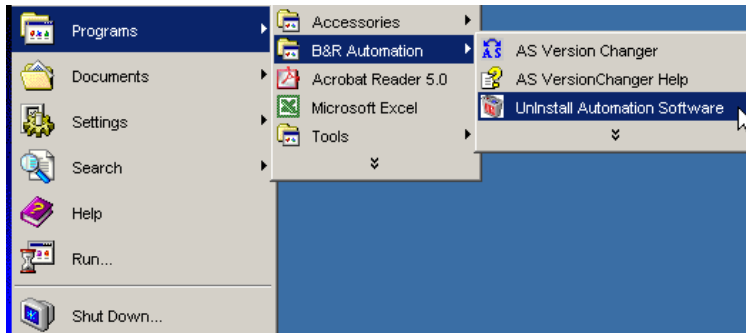 Programs
Documents
Settings
Search
Help
Run...
Shut Down...
Accessories
B&R Automation
Acrobat Reader 5.0
Microsoft Excel
Tools
AS Version Changer
AS VersionChanger Help
UnInstall Automation Software